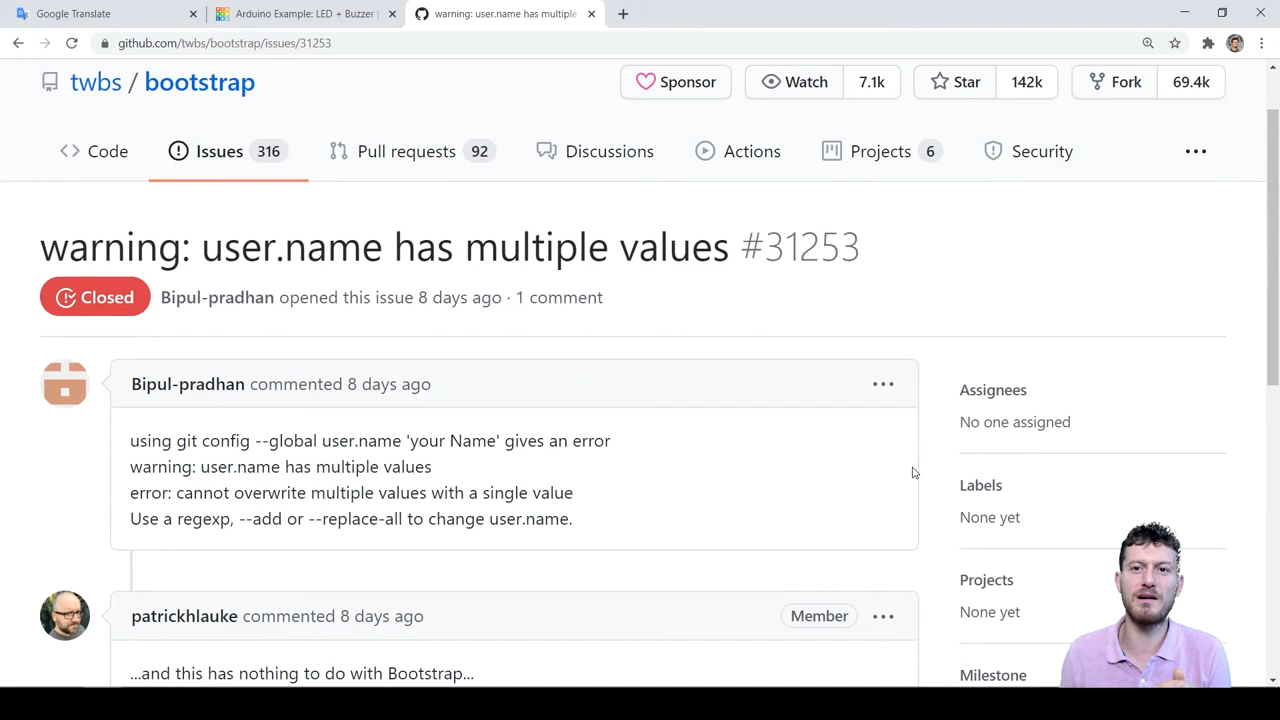 Google Translate
Arduino Example: LED + Buzzer
warning: user.name has multiple
github.com/twbs/bootstrap/issues/31253
twbs / bootstrap
Sponsor
Watch 7.1k
Star 142k
Fork 69.4k
Code
Issues 316
Pull requests 92
Discussions
Actions
Projects 6
Security
warning: user.name has multiple values #31253
Closed
Bipul-pradhan opened this issue 8 days ago · 1 comment
Bipul-pradhan commented 8 days ago
using git config --global user.name 'your Name' gives an error
warning: user.name has multiple values
error: cannot overwrite multiple values with a single value
Use a regexp, --add or --replace-all to change user.name.
Assignees
No one assigned
Labels
None yet
Projects
None yet
Milestone
patrickhlauke commented 8 days ago
Member
...and this has nothing to do with Bootstrap...